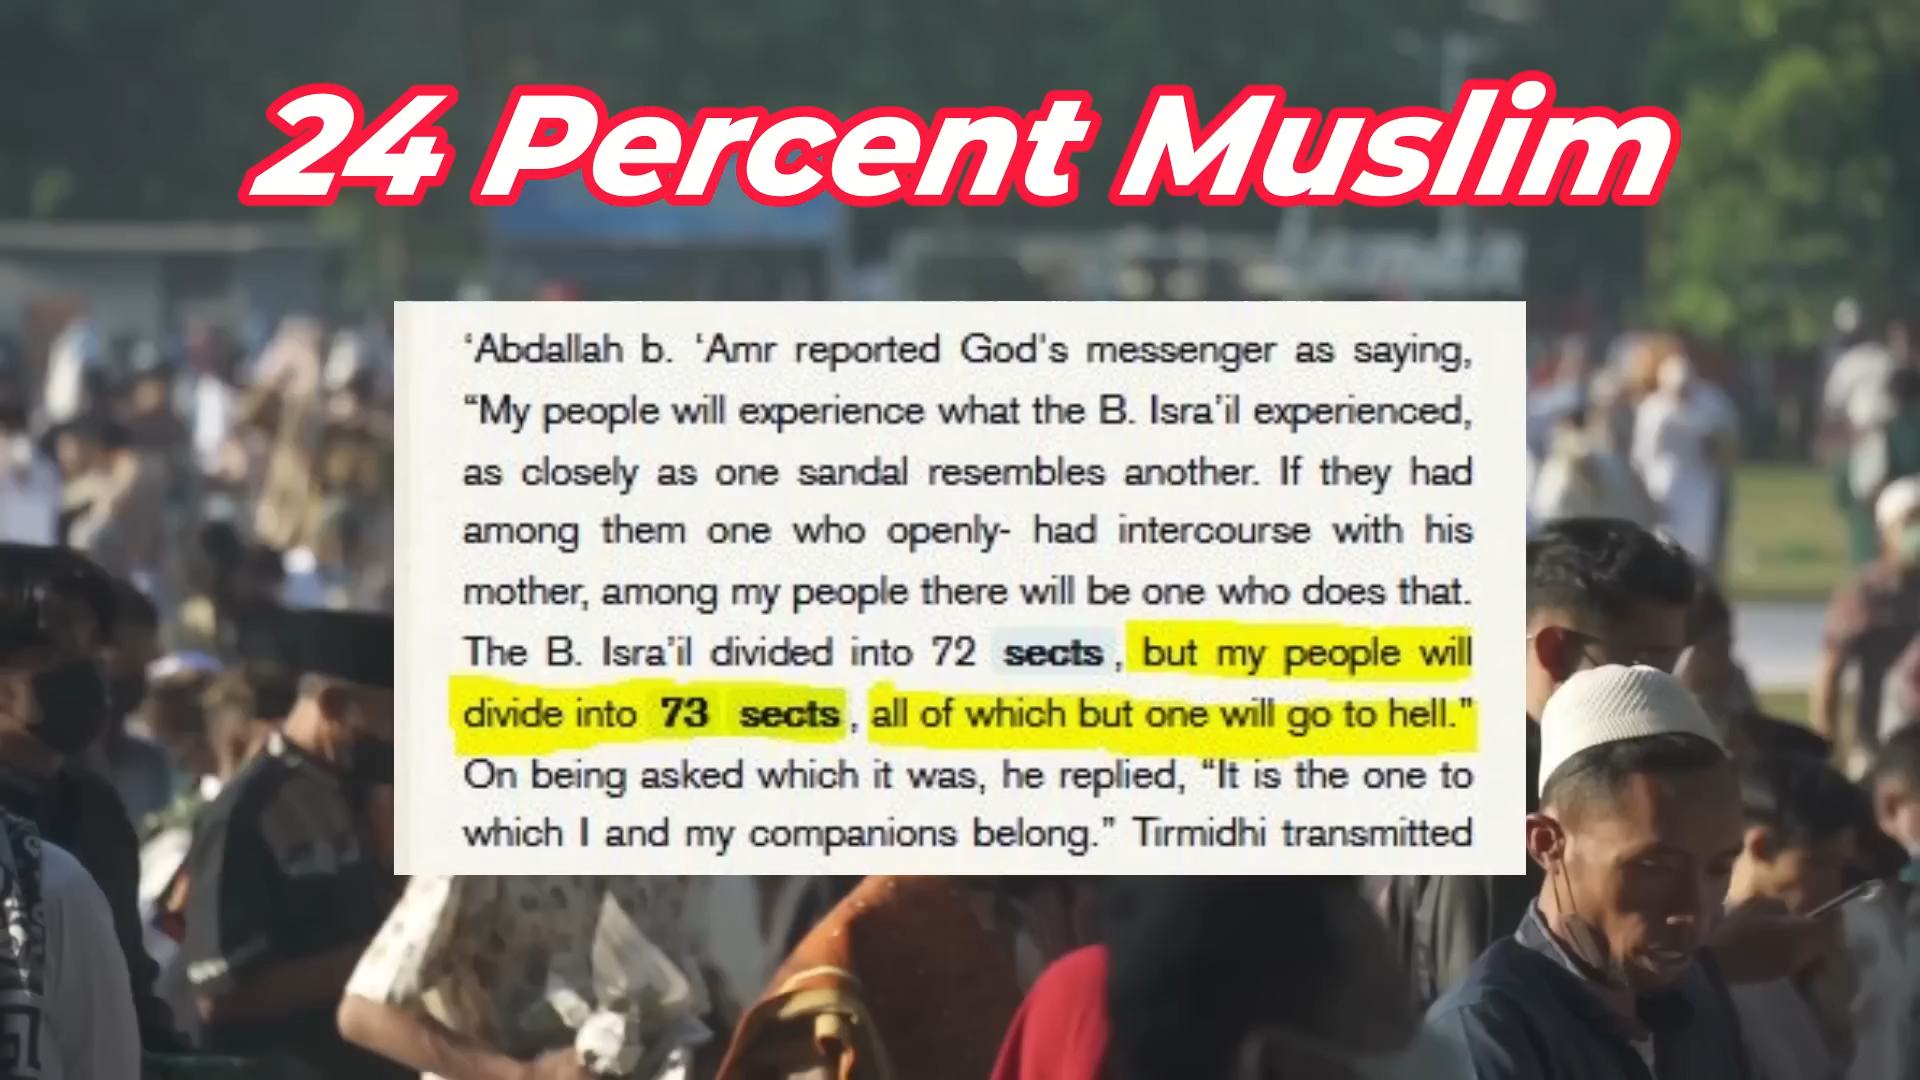 24 Percent Muslim
‘Abdallah b. ‘Amr reported God's messenger as saying,
“My people will experience what the B. Isra’il experienced,
as closely as one sandal resembles another. If they had
among them one who openly- had intercourse with his
mother, among my people there will be one who does that.
The B. Isra’il divided into 72 sects, but my people will
divide into 73 sects, all of which but one will go to hell.”
On being asked which it was, he replied, “It is the one to
which I and my companions belong.” Tirmidhi transmitted